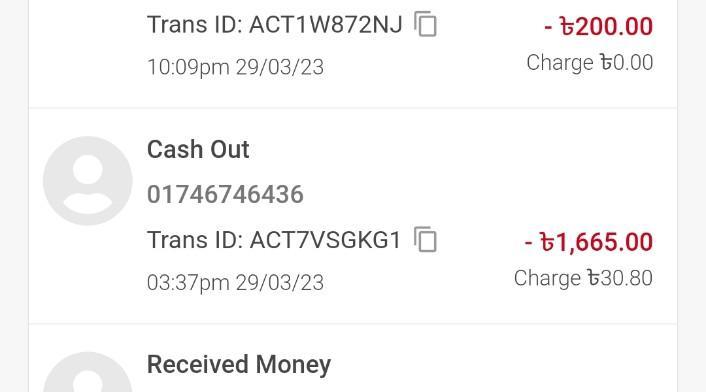 Trans ID: ACT1W872NJ
- ৳200.00
10:09pm 29/03/23
Charge ৳0.00
Cash Out
01746746436
Trans ID: ACT7VSGKG1
- ৳1,665.00
03:37pm 29/03/23
Charge ৳30.80
Received Money